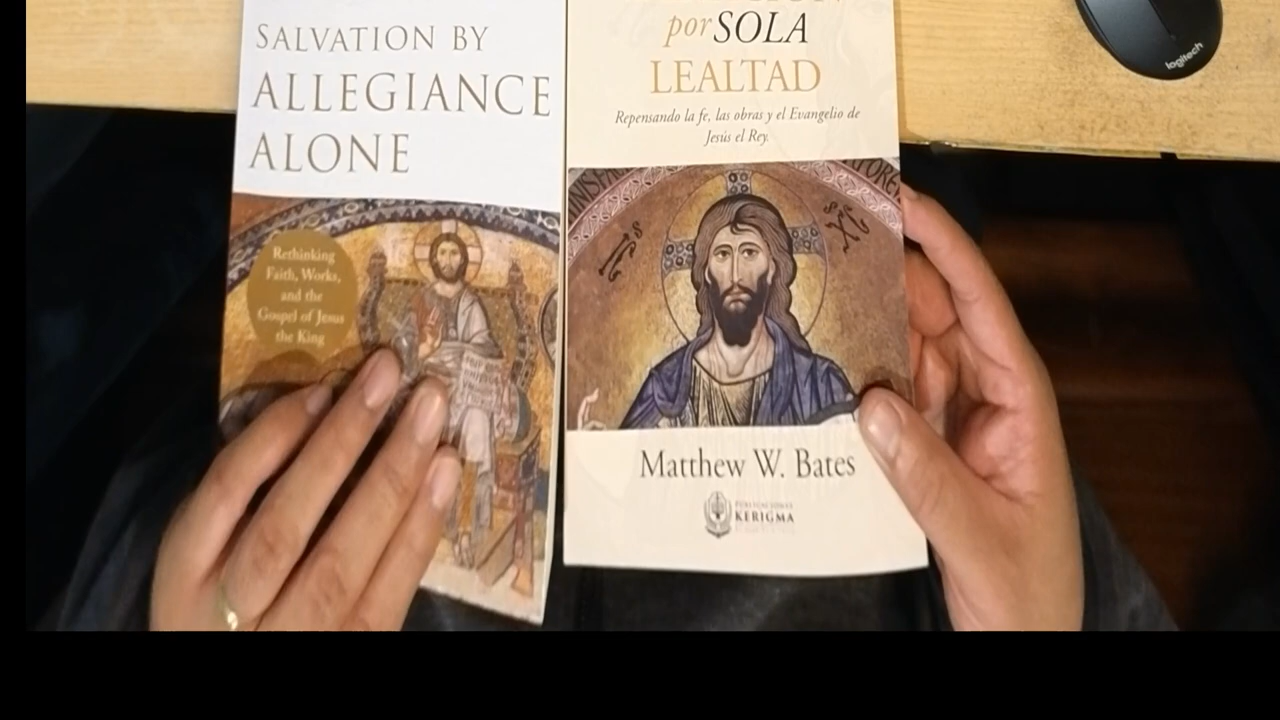 SALVATION BY
ALLEGIANCE
ALONE
Rethinking
Faith, Works,
and the
Gospel of Jesus
the King
por SOLA
LEALTAD
Repensando la fe, las obras y el Evangelio de
Jesús el Rey.
Matthew W. Bates
PUBLICACIONES
KERIGMA
logitech